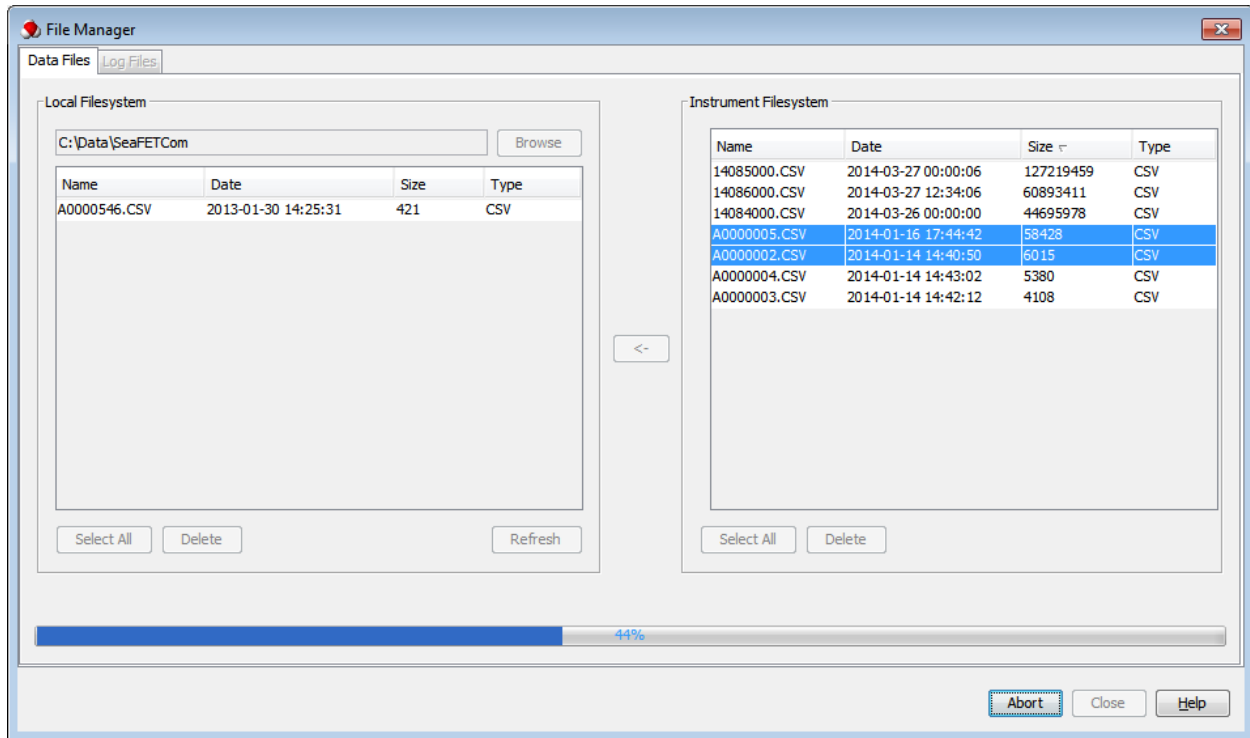 File Manager
Data Files Log Files
Local Filesystem
C:\Data\SeaFETCom Browse
Name Date Size Type
A0000546.CSV 2013-01-30 14:25:31 421 CSV
Select All Delete Refresh
<-
Instrument Filesystem
Name Date Size Type
14085000.CSV 2014-03-27 00:00:06 127219459 CSV
14086000.CSV 2014-03-27 12:34:06 60893411 CSV
14084000.CSV 2014-03-26 00:00:00 44695978 CSV
A0000005.CSV 2014-01-16 17:44:42 58428 CSV
A0000002.CSV 2014-01-14 14:40:50 6015 CSV
A0000004.CSV 2014-01-14 14:43:02 5380 CSV
A0000003.CSV 2014-01-14 14:42:12 4108 CSV
Select All Delete
44%
Abort Close Help